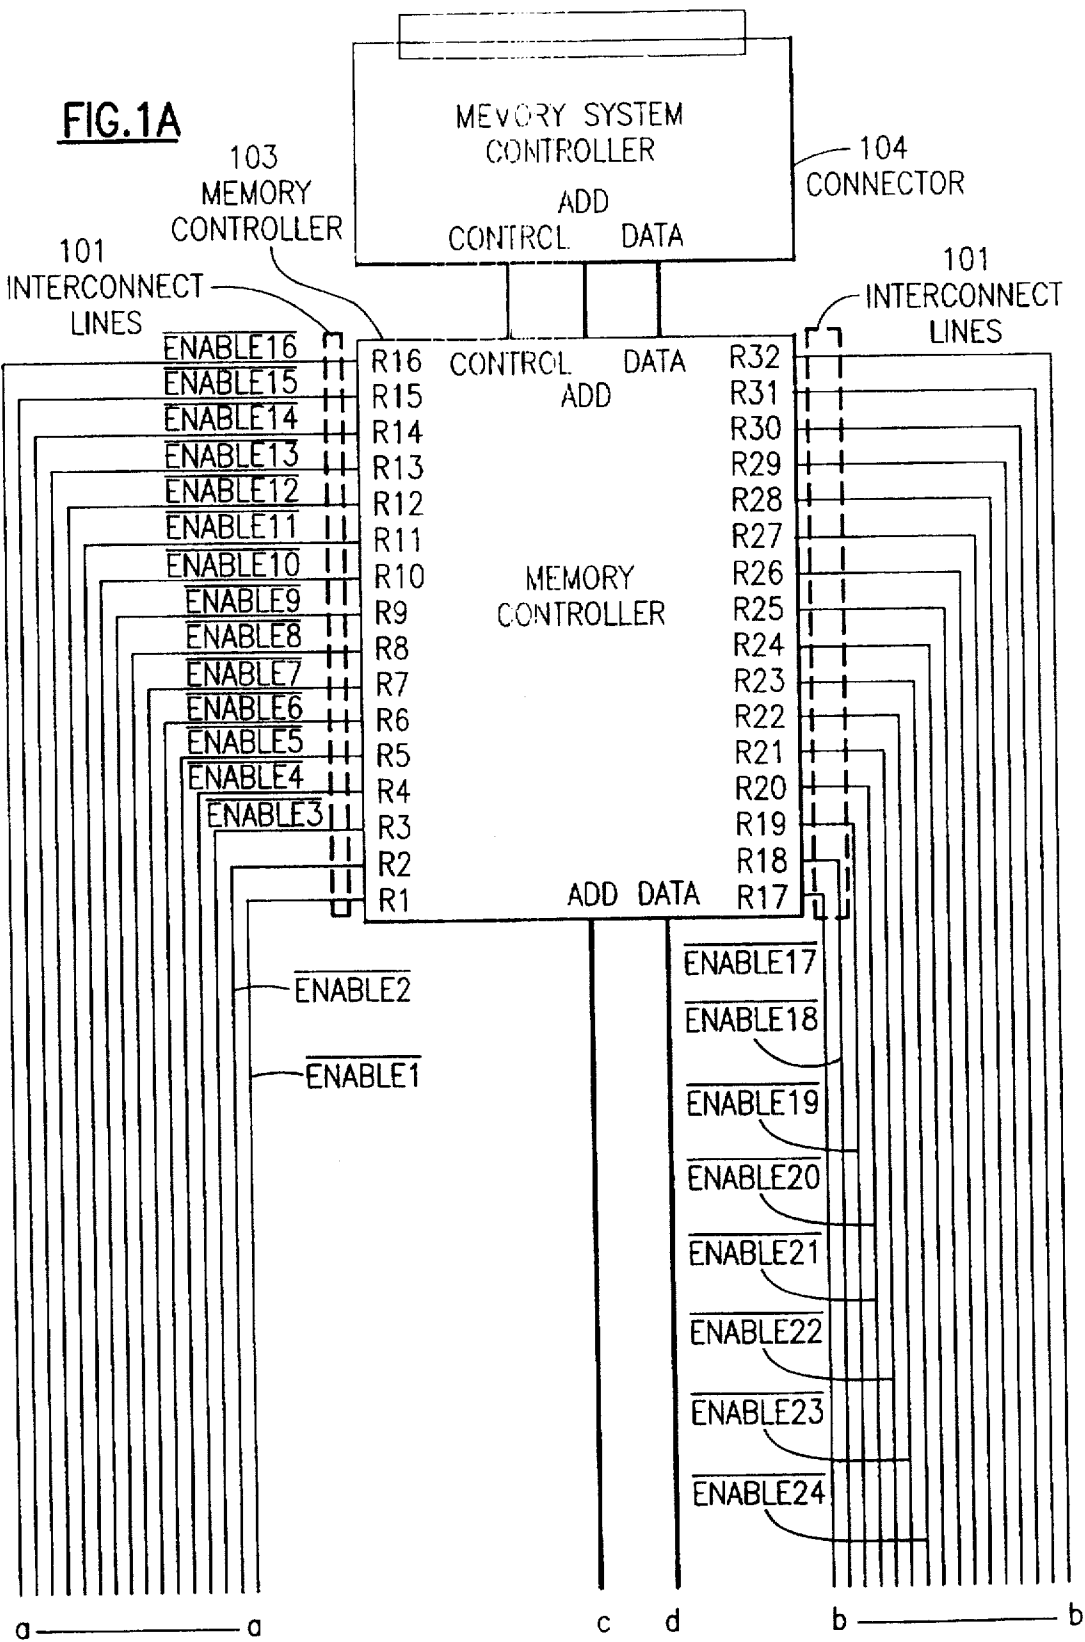 FIG.1A
MEMORY SYSTEM
CONTROLLER
ADD
CONTROL DATA
104
CONNECTOR
103
MEMORY
CONTROLLER
101
INTERCONNECT
LINES
101
INTERCONNECT
LINES
ENABLE16
ENABLE15
ENABLE14
ENABLE13
ENABLE12
ENABLE11
ENABLE10
ENABLE9
ENABLE8
ENABLE7
ENABLE6
ENABLE5
ENABLE4
ENABLE3
R16
R15
R14
R13
R12
R11
R10
R9
R8
R7
R6
R5
R4
R3
R2
R1
CONTROL DATA
ADD
MEMORY
CONTROLLER
ADD DATA
R32
R31
R30
R29
R28
R27
R26
R25
R24
R23
R22
R21
R20
R19
R18
R17
ENABLE2
ENABLE1
ENABLE17
ENABLE18
ENABLE19
ENABLE20
ENABLE21
ENABLE22
ENABLE23
ENABLE24
a a c d b b